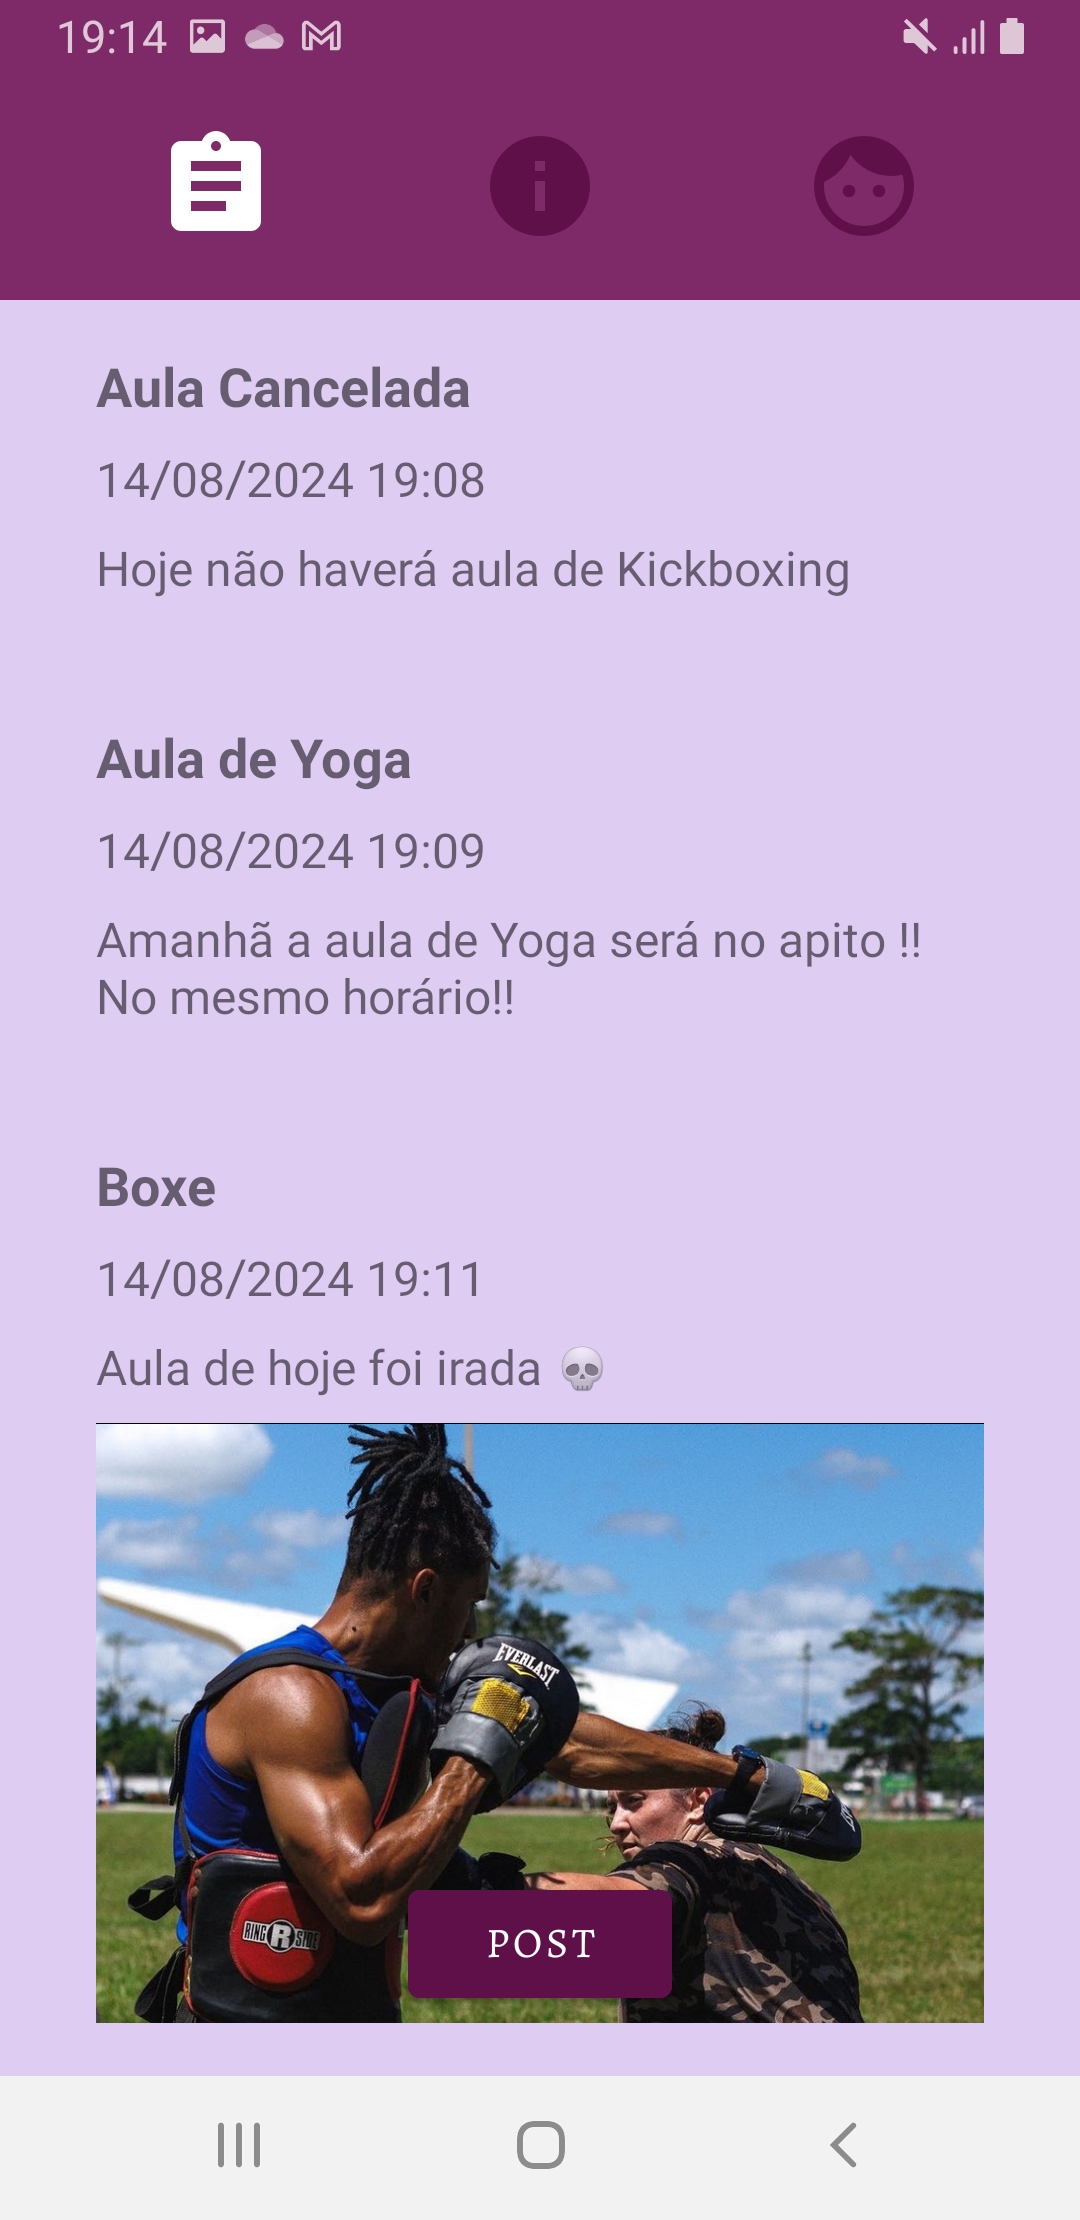 19:14
Aula Cancelada
14/08/2024 19:08
Hoje não haverá aula de Kickboxing
Aula de Yoga
14/08/2024 19:09
Amanhã a aula de Yoga será no apito !!
No mesmo horário!!
Boxe
14/08/2024 19:11
Aula de hoje foi irada 💀
EVERLAST
RING R SIDE
POST